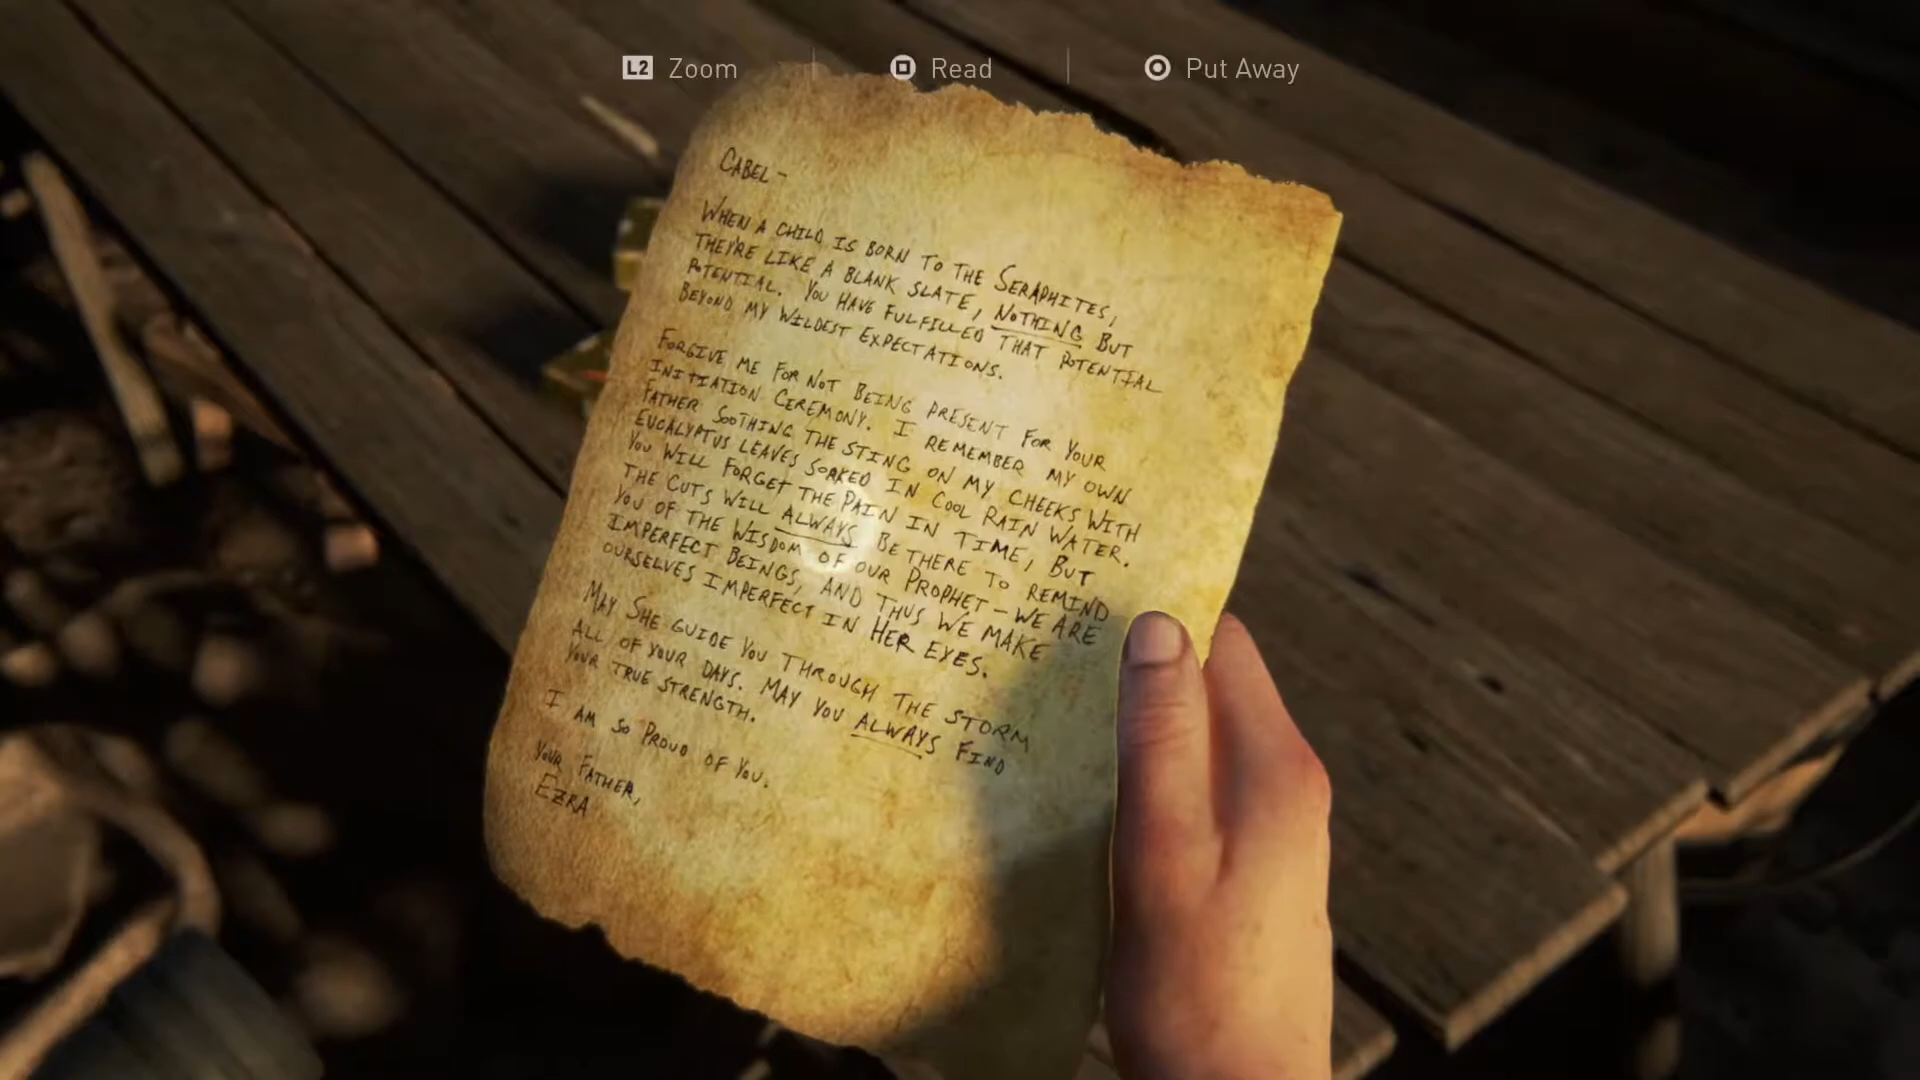 L2 Zoom | Read | Put Away
CABEL -
WHEN A CHILD IS BORN TO THE SERAPHITES,
THEY'RE LIKE A BLANK SLATE, NOTHING BUT
POTENTIAL. YOU HAVE FULFILLED THAT POTENTIAL
BEYOND MY WILDEST EXPECTATIONS.
FORGIVE ME FOR NOT BEING PRESENT FOR YOUR
INITIATION CEREMONY. I REMEMBER MY OWN
FATHER SOOTHING THE STING ON MY CHEEKS WITH
EUCALYPTUS LEAVES SOAKED IN COOL RAIN WATER.
YOU WILL FORGET THE PAIN IN TIME, BUT
THE CUTS WILL ALWAYS BE THERE TO REMIND
YOU OF THE WISDOM OF OUR PROPHET - WE ARE
IMPERFECT BEINGS, AND THUS WE MAKE
OURSELVES IMPERFECT IN HER EYES.
MAY SHE GUIDE YOU THROUGH THE STORM
ALL OF YOUR DAYS. MAY YOU ALWAYS FIND
YOUR TRUE STRENGTH.
I AM SO PROUD OF YOU.
YOUR FATHER,
EZRA